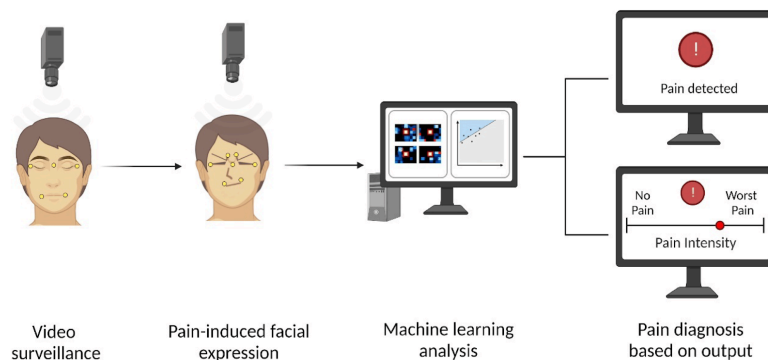 !
Pain detected
!
No
Pain
Worst
Pain
Pain Intensity
Video
surveillance
Pain-induced facial
expression
Machine learning
analysis
Pain diagnosis
based on output